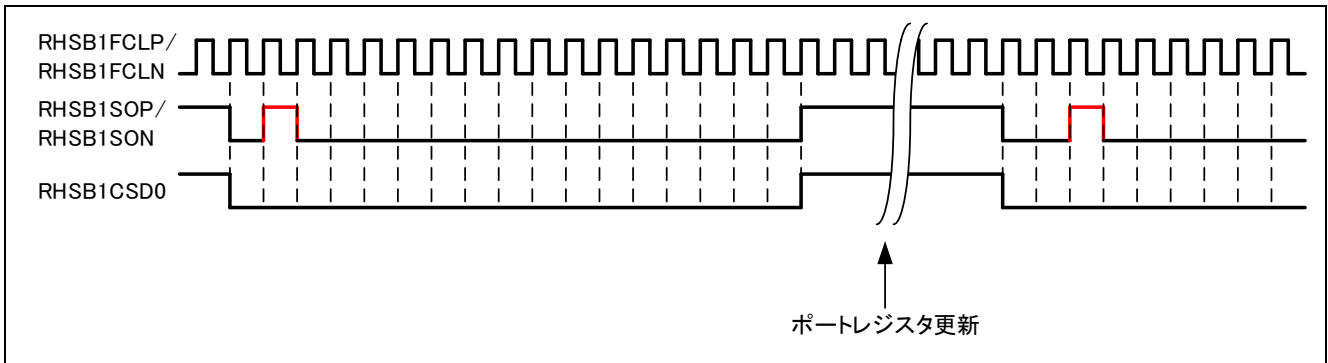 RHSB1FCLP/
RHSB1FCLN
RHSB1SOP/
RHSB1SON
RHSB1CSD0
ポートレジスタ更新